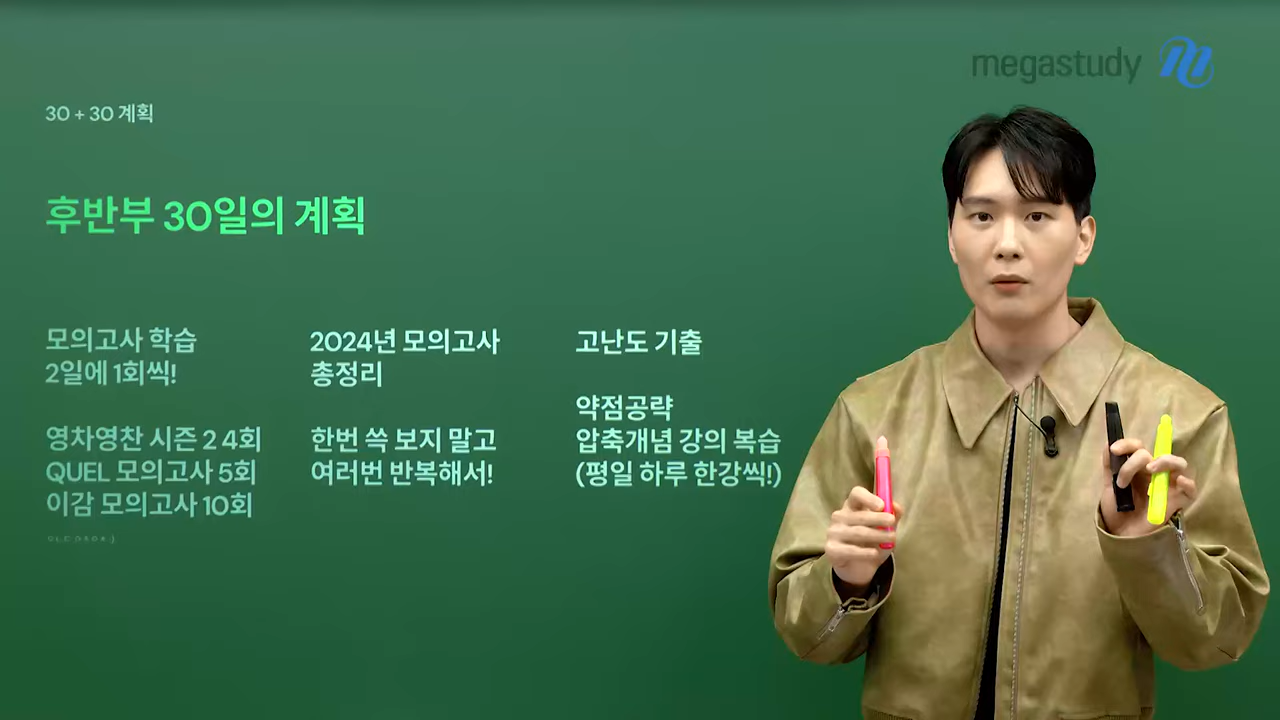 megastudy
30 + 30 계획
후반부 30일의 계획
모의고사 학습
2일에 1회씩!
영차영찬 시즌 2 4회
QUEL 모의고사 5회
이감 모의고사 10회
2024년 모의고사
총정리
한번 쓱 보지 말고
여러번 반복해서!
고난도 기출
약점공략
압축개념 강의 복습
(평일 하루 한강씩!)